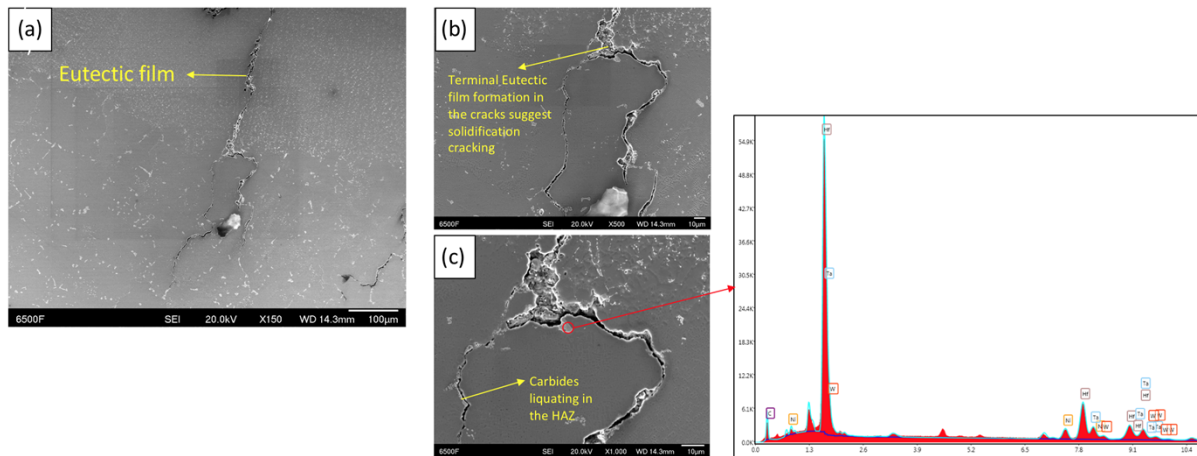 (a)
Eutectic film
6500F SEI 20.0kV X150 WD 14.3mm 100μm
(b)
Terminal Eutectic
film formation in
the cracks suggest
solidification
cracking
6500F SEI 20.0kV X500 WD 14.3mm 10μm
(c)
Carbides
liquating in
the HAZ
6500F SEI 20.0kV X1,000 WD 14.3mm 10μm
54.9K
48.8K
42.7K
36.6K
30.5K
24.4K
18.3K
12.2K
6.1K
0.0K
Hf
Ta
W
C
Ni
Hf
Ta
Ni W
Ta
Hf
Hf Ta
W W
Ta Ta
W W
0.0 1.3 2.6 3.9 5.2 6.5 7.8 9.1 10.4